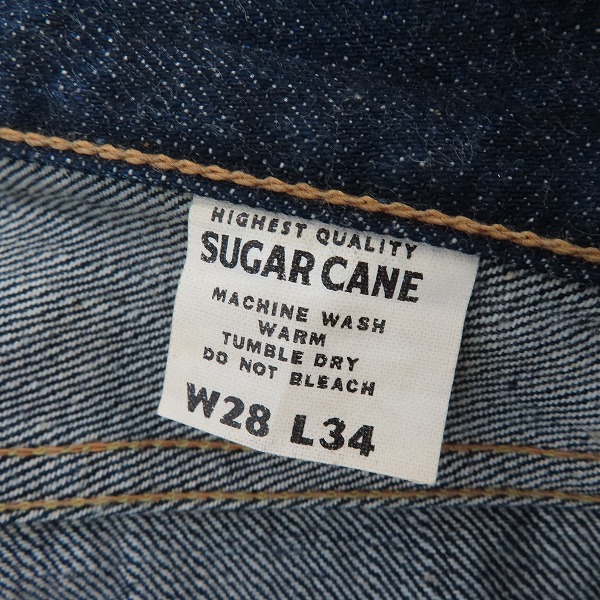 HIGHEST QUALITY
SUGAR CANE
MACHINE WASH
WARM
TUMBLE DRY
DO NOT BLEACH
W28 L34